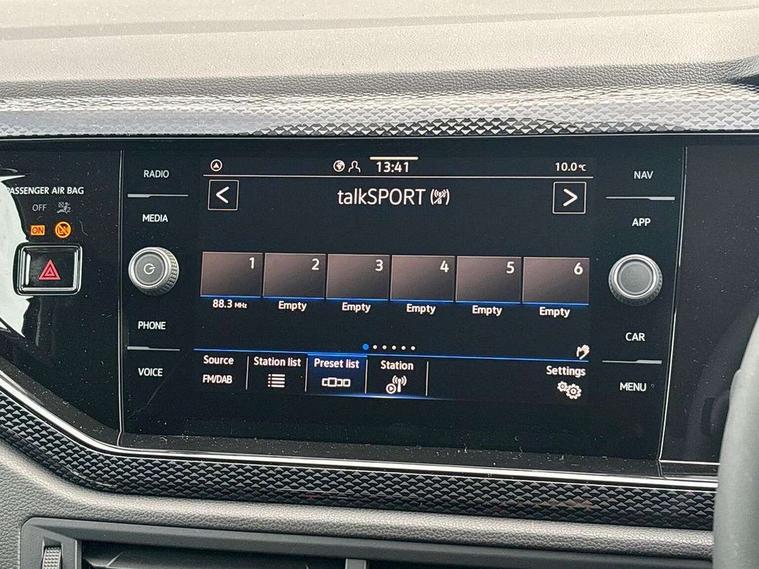 RADIO
MEDIA
PHONE
VOICE
PASSENGER AIR BAG
OFF
ON
13:41
10.0°C
talkSPORT
1 2 3 4 5 6
88.3 MHz Empty Empty Empty Empty Empty
Source Station list Preset list Station Settings
FM/DAB
NAV
APP
CAR
MENU